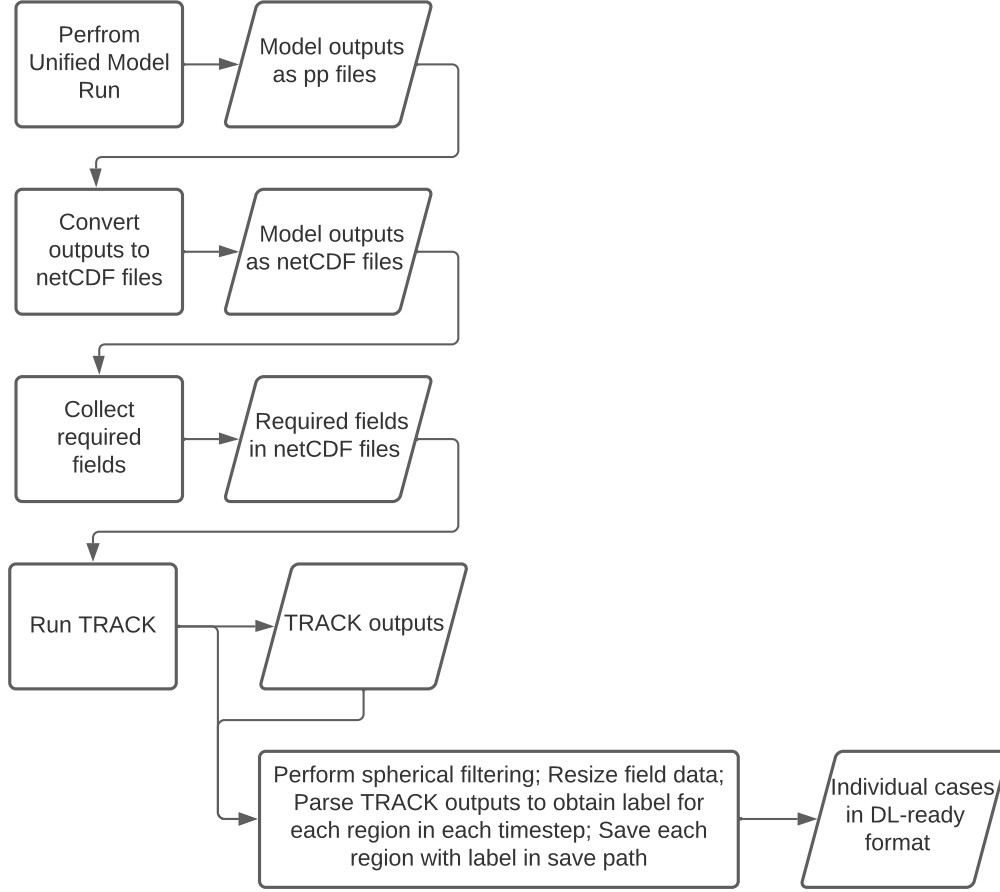 Perfrom
Unified Model
Run
Model outputs
as pp files
Convert
outputs to
netCDF files
Model outputs
as netCDF files
Collect
required
fields
Required fields
in netCDF files
Run TRACK
TRACK outputs
Perform spherical filtering; Resize field data;
Parse TRACK outputs to obtain label for
each region in each timestep; Save each
region with label in save path
Individual cases
in DL-ready
format